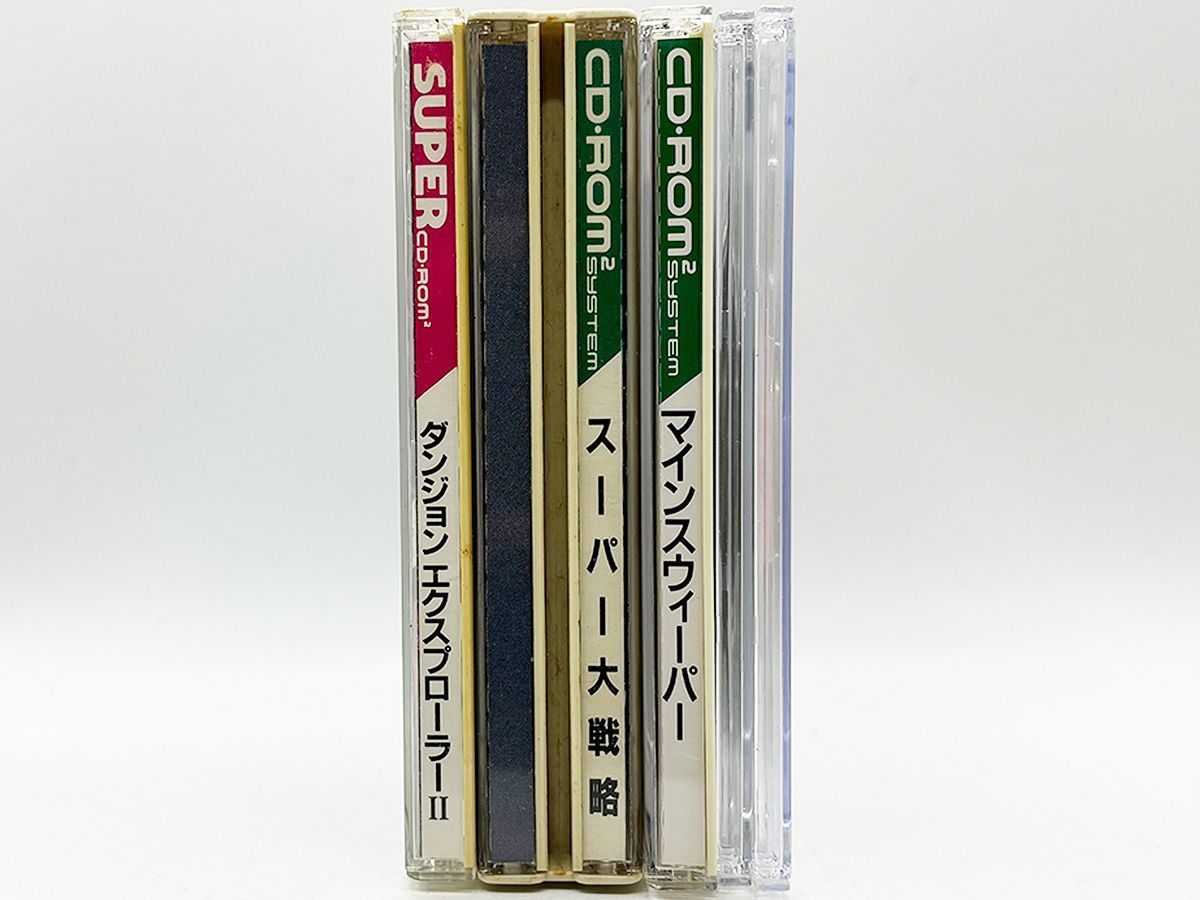 SUPER CD・ROM²
ダンジョン エクスプローラーII
CD・ROM² SYSTEM
スーパー大戦略
CD・ROM² SYSTEM
マインスウィーパー